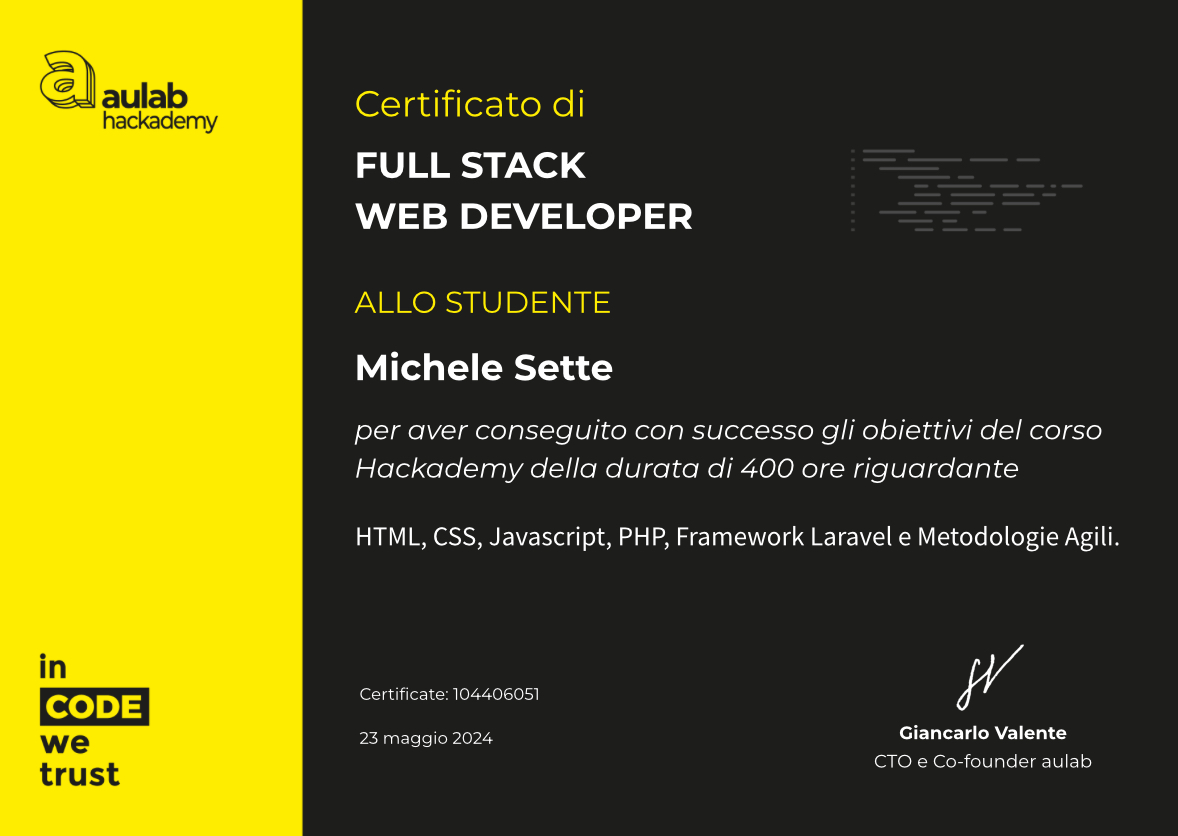 aulab
hackademy
Certificato di
FULL STACK
WEB DEVELOPER
ALLO STUDENTE
Michele Sette
per aver conseguito con successo gli obiettivi del corso
Hackademy della durata di 400 ore riguardante
HTML, CSS, Javascript, PHP, Framework Laravel e Metodologie Agili.
in
CODE
we
trust
Certificate: 104406051
23 maggio 2024
Giancarlo Valente
CTO e Co-founder aulab